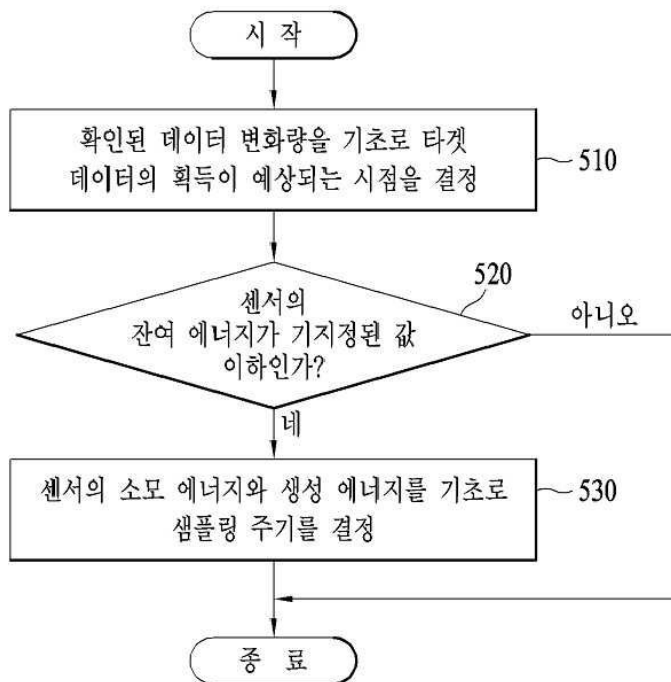 시 작
확인된 데이터 변화량을 기초로 타겟
데이터의 획득이 예상되는 시점을 결정
510
520
센서의
잔여 에너지가 기지정된 값
이하인가?
아니오
네
센서의 소모 에너지와 생성 에너지를 기초로
샘플링 주기를 결정
530
종 료